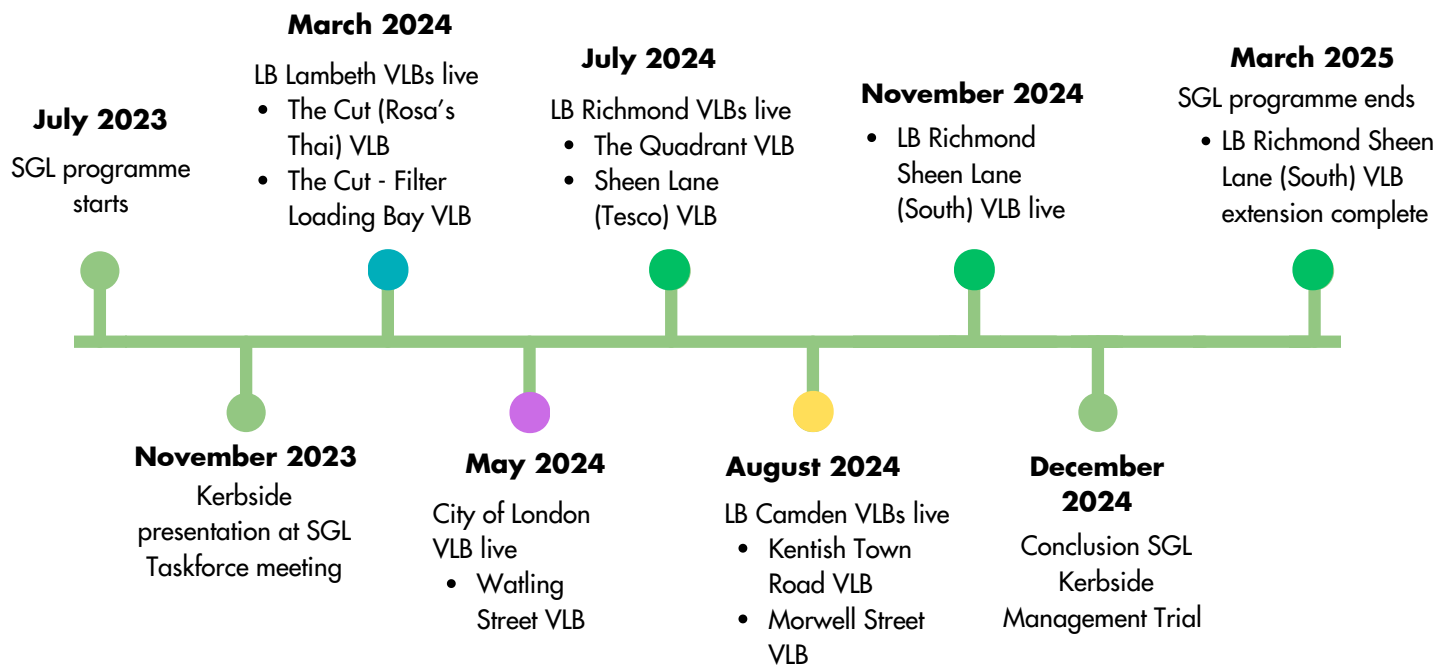 July 2023
SGL programme
starts
November 2023
Kerbside
presentation at SGL
Taskforce meeting
March 2024
LB Lambeth VLBs live
• The Cut (Rosa's
Thai) VLB
• The Cut - Filter
Loading Bay VLB
May 2024
City of London
VLB live
• Watling
Street VLB
July 2024
LB Richmond VLBs live
• The Quadrant VLB
• Sheen Lane
(Tesco) VLB
August 2024
LB Camden VLBs live
• Kentish Town
Road VLB
• Morwell Street
VLB
November 2024
• LB Richmond
Sheen Lane
(South) VLB live
December
2024
Conclusion SGL
Kerbside
Management Trial
March 2025
SGL programme ends
• LB Richmond Sheen
Lane (South) VLB
extension complete